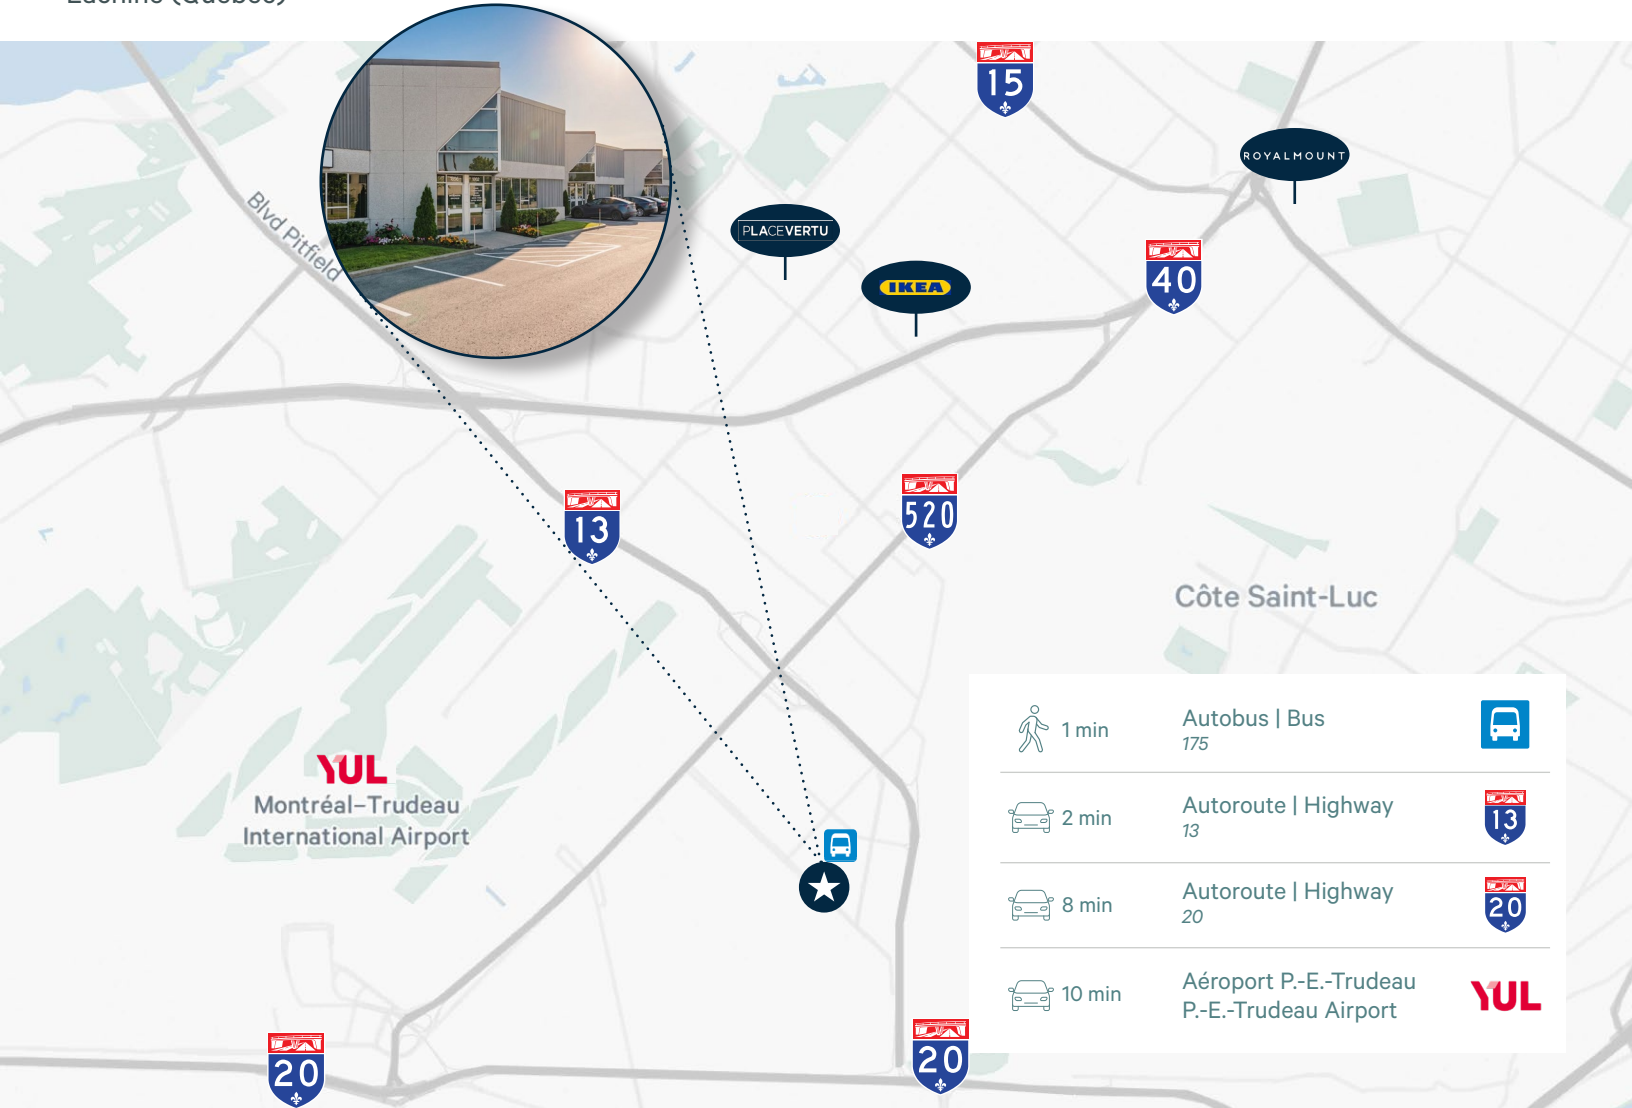 Lachine (Québec)
15
ROYALMOUNT
Blvd Pitfield
PLACEVERTU
40
IKEA
13
520
Côte Saint-Luc
YUL
Montréal–Trudeau
International Airport
1 min
Autobus | Bus
175
2 min
Autoroute | Highway
13
13
8 min
Autoroute | Highway
20
20
10 min
Aéroport P.-E.-Trudeau
P.-E.-Trudeau Airport
YUL
20
20